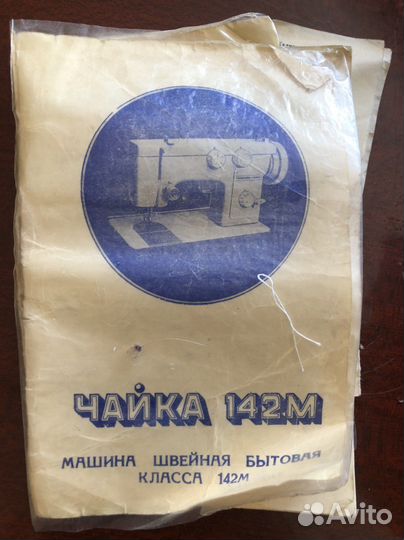 ЧАЙКА 142М
МАШИНА ШВЕЙНАЯ БЫТОВАЯ
КЛАССА 142М
Avito